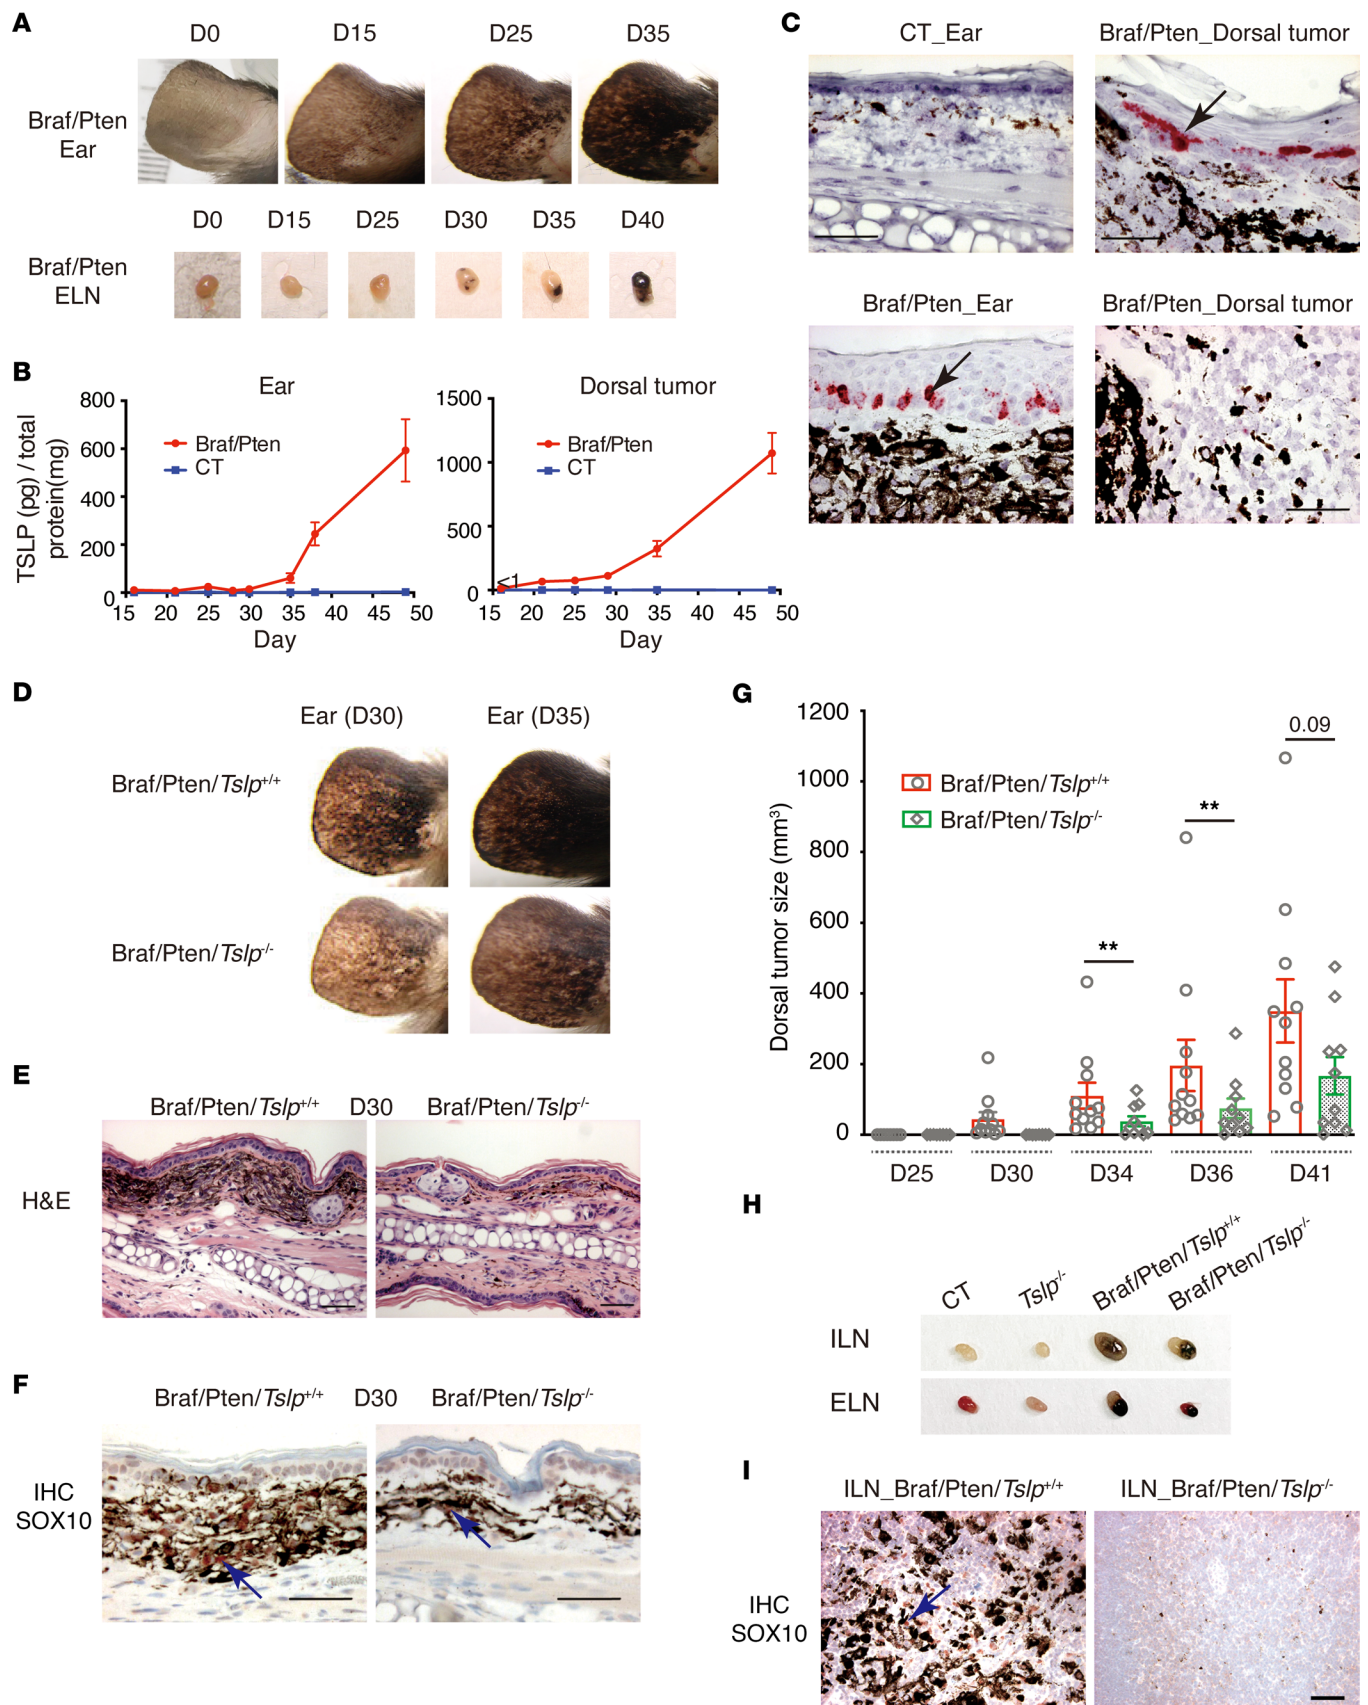 A
D0 D15 D25 D35
Braf/Pten
Ear
D0 D15 D25 D30 D35 D40
Braf/Pten
ELN
B
Ear
Dorsal tumor
TSLP (pg) / total
protein(mg)
800
600
400
200
0
Braf/Pten
CT
15 20 25 30 35 40 45 50
Day
1500
1000
500
0
Braf/Pten
CT
<1
15 20 25 30 35 40 45 50
Day
C
CT_Ear
Braf/Pten_Dorsal tumor
Braf/Pten_Ear
Braf/Pten_Dorsal tumor
D
Ear (D30) Ear (D35)
Braf/Pten/Tslp+/+
Braf/Pten/Tslp-/-
E
Braf/Pten/Tslp+/+ D30 Braf/Pten/Tslp-/-
H&E
F
Braf/Pten/Tslp+/+ D30 Braf/Pten/Tslp-/-
IHC
SOX10
G
Dorsal tumor size (mm3)
1200
1000
800
600
400
200
0
Braf/Pten/Tslp+/+
Braf/Pten/Tslp-/-
**
**
0.09
D25 D30 D34 D36 D41
H
CT Tslp-/- Braf/Pten/Tslp+/+ Braf/Pten/Tslp-/-
ILN
ELN
I
ILN_Braf/Pten/Tslp+/+ ILN_Braf/Pten/Tslp-/-
IHC
SOX10